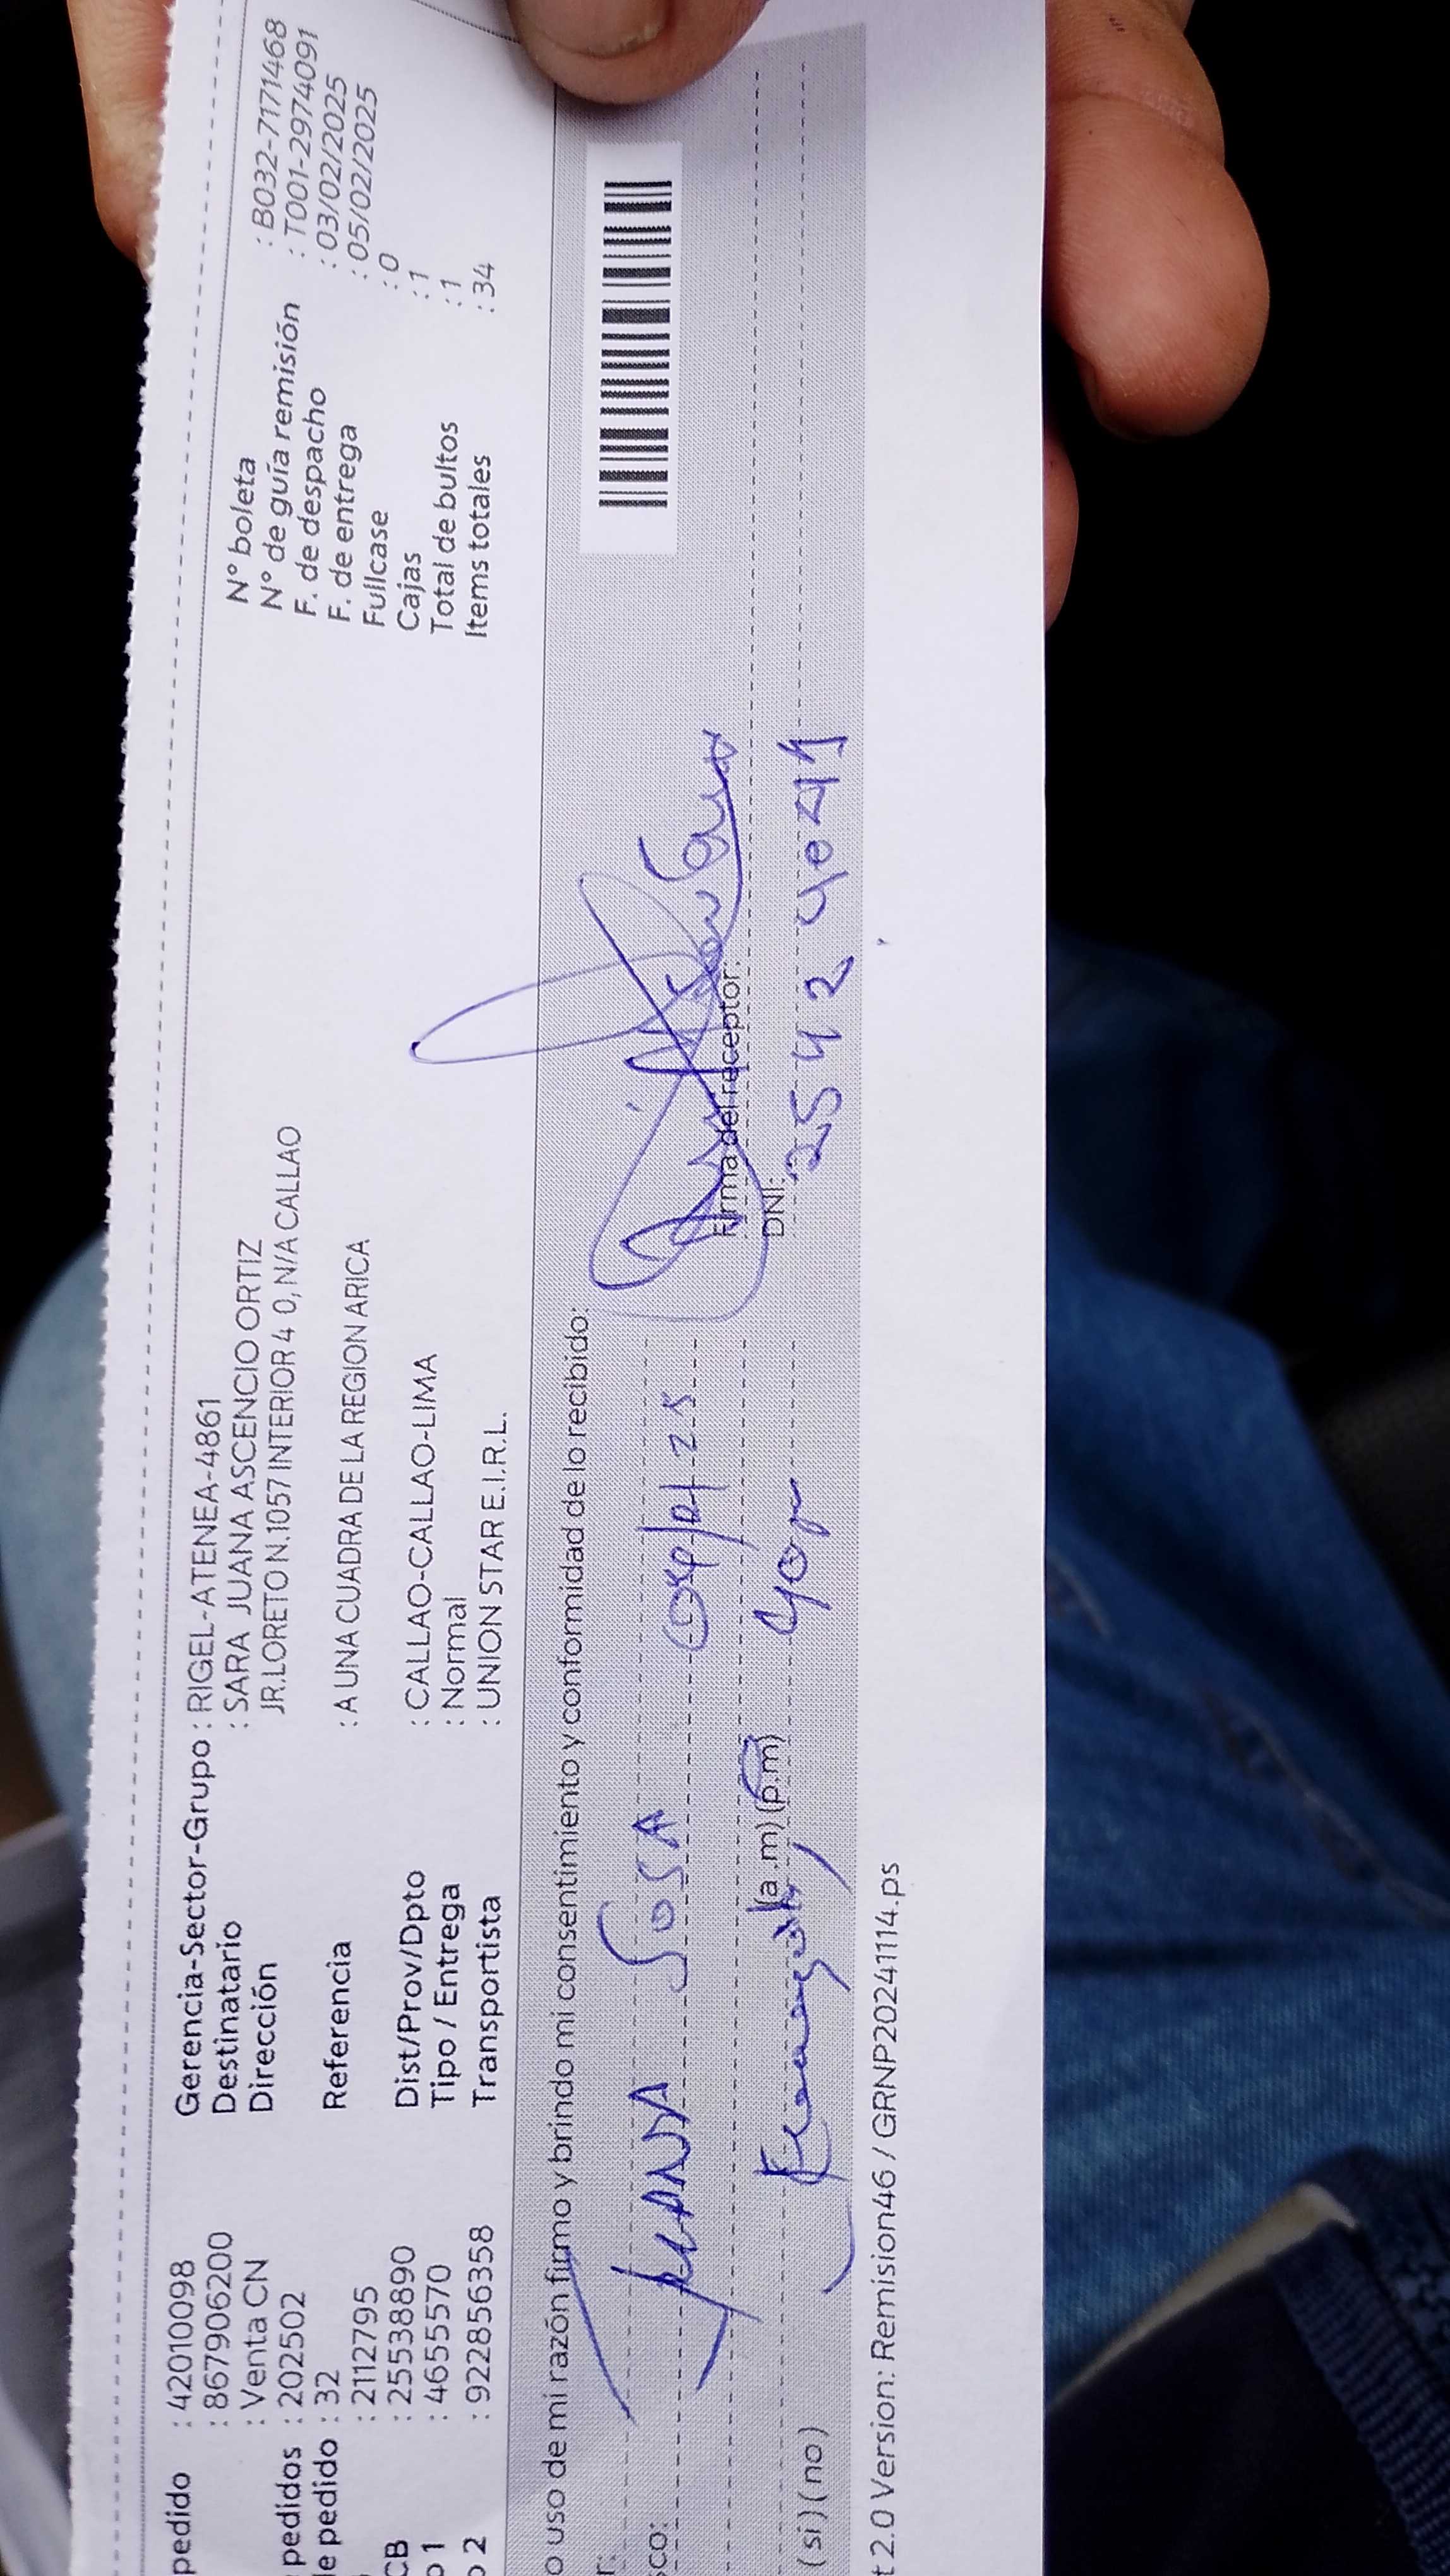 pedido : 42010098
: 867906200
: Venta CN
pedidos : 202502
e pedido : 32
: 2112795
CB : 25538890
o 1 : 4655570
o 2 : 922856358
Gerencia-Sector-Grupo : RIGEL-ATENEA-4861
Destinatario : SARA JUANA ASCENCIO ORTIZ
Dirección JR.LORETO N.1057 INTERIOR 4 0, N/A CALLAO
Referencia : A UNA CUADRA DE LA REGION ARICA
Dist/Prov/Dpto : CALLAO-CALLAO-LIMA
Tipo / Entrega : Normal
Transportista : UNION STAR E.I.R.L.
N° boleta : B032-7171468
N° de guía remisión : T001-2974091
F. de despacho : 03/02/2025
F. de entrega : 05/02/2025
Fullcase : 0
Cajas : 1
Total de bultos : 1
Items totales : 34
o uso de mi razón firmo y brindo mi consentimiento y conformidad de lo recibido:
r: JUANA SOSA
sco:
(a.m) (p.m)
(si) (no)
Firma del receptor:
DNI: 25424041
t 2.0 Version: Remision46 / GRNP20241114.ps